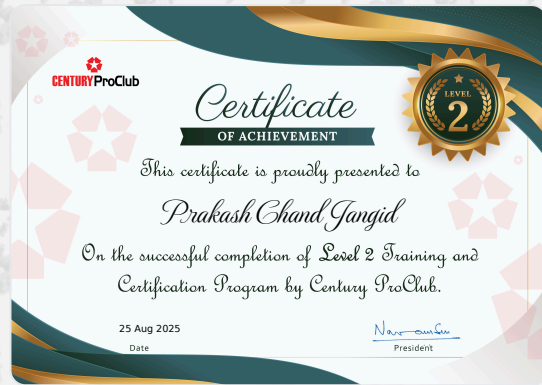 CENTURY ProClub
LEVEL
2
Certificate
OF ACHIEVEMENT
This certificate is proudly presented to
Prakash Chand Jangid
On the successful completion of Level 2 Training and
Certification Program by Century ProClub.
25 Aug 2025
Date
President